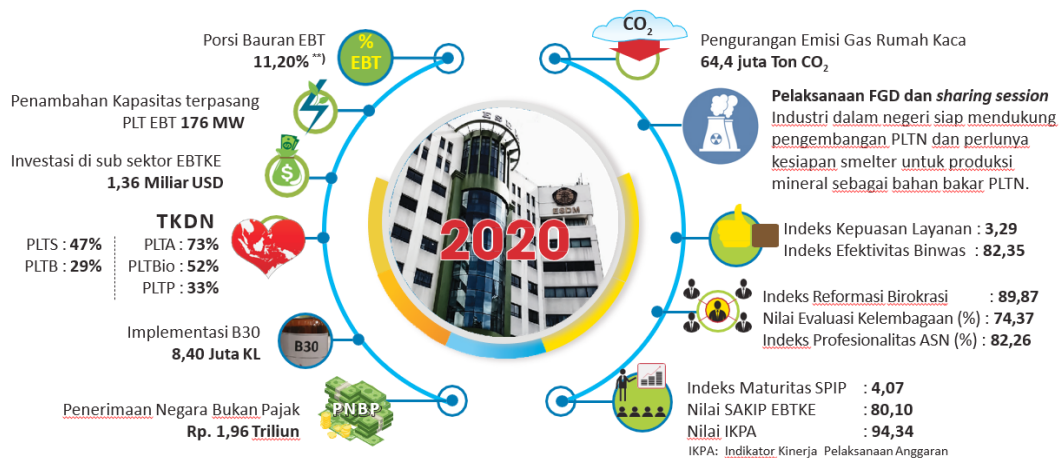 Porsi Bauran EBT
11,20% **)
%
EBT
Penambahan Kapasitas terpasang
PLT EBT 176 MW
Investasi di sub sektor EBTKE
1,36 Miliar USD
$
TKDN
PLTS : 47%
PLTB : 29%
PLTA : 73%
PLTBio : 52%
PLTP : 33%
Implementasi B30
8,40 Juta KL
B30
Penerimaan Negara Bukan Pajak
Rp. 1,96 Triliun
PNBP
ESDM
2020
CO2
Pengurangan Emisi Gas Rumah Kaca
64,4 juta Ton CO2
Pelaksanaan FGD dan sharing session
Industri dalam negeri siap mendukung
pengembangan PLTN dan perlunya
kesiapan smelter untuk produksi
mineral sebagai bahan bakar PLTN.
Indeks Kepuasan Layanan : 3,29
Indeks Efektivitas Binwas : 82,35
Indeks Reformasi Birokrasi : 89,87
Nilai Evaluasi Kelembagaan (%) : 74,37
Indeks Profesionalitas ASN (%) : 82,26
Indeks Maturitas SPIP : 4,07
Nilai SAKIP EBTKE : 80,10
Nilai IKPA : 94,34
IKPA: Indikator Kinerja Pelaksanaan Anggaran